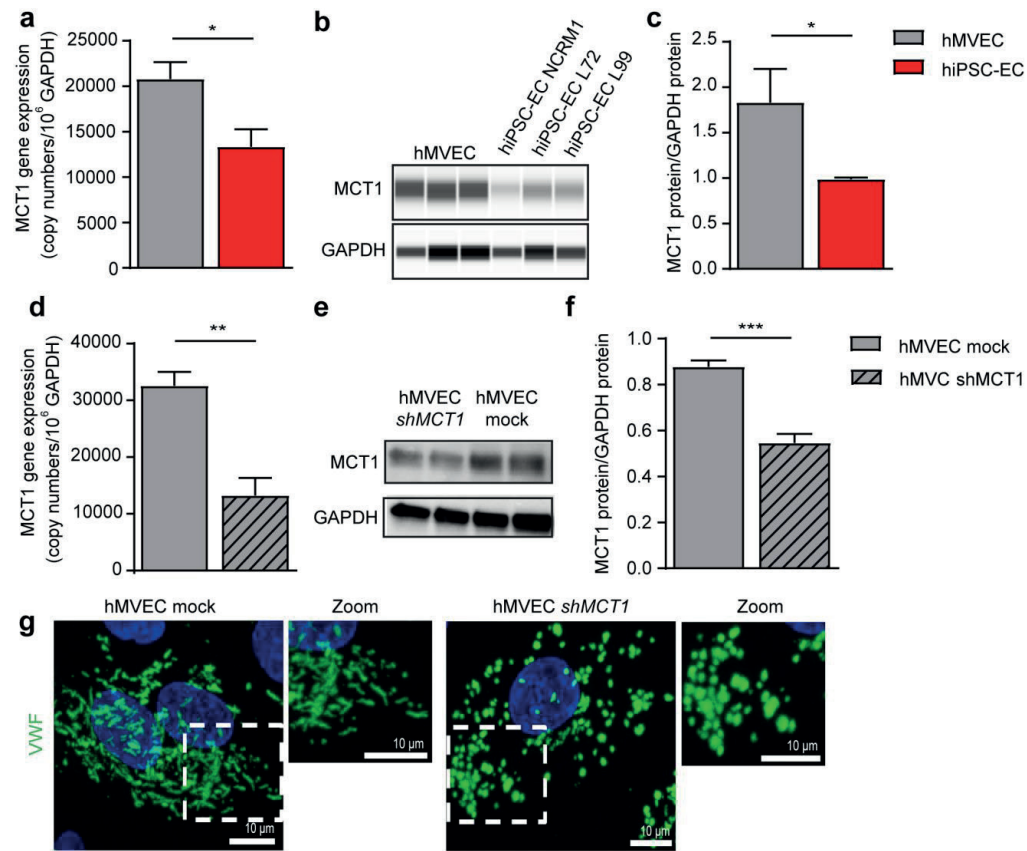 a
MCT1 gene expression
(copy numbers/10⁶ GAPDH)
25000
20000
15000
10000
5000
0
*
b
hMVEC
hiPSC-EC NCRM1
hiPSC-EC L72
hiPSC-EC L99
MCT1
GAPDH
c
MCT1 protein/GAPDH protein
2.5
2.0
1.5
1.0
0.5
0.0
*
hMVEC
hiPSC-EC
d
MCT1 gene expression
(copy numbers/10⁶ GAPDH)
40000
30000
20000
10000
0
**
e
hMVEC
shMCT1
hMVEC
mock
MCT1
GAPDH
f
MCT1 protein/GAPDH protein
1.0
0.8
0.6
0.4
0.2
0.0
***
hMVEC mock
hMVC shMCT1
g
hMVEC mock
Zoom
hMVEC shMCT1
Zoom
VWF
10 µm
10 µm
10 µm
10 µm